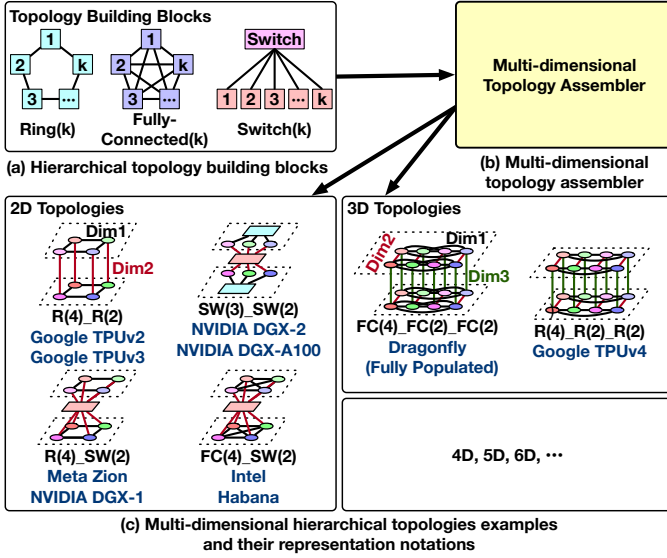 Topology Building Blocks
1
2
k
3
...
Ring(k)
1
2
k
3
...
Fully-
Connected(k)
Switch
1
2
3
...
k
Switch(k)
(a) Hierarchical topology building blocks
Multi-dimensional
Topology Assembler
(b) Multi-dimensional
topology assembler
2D Topologies
Dim1
Dim2
R(4)_R(2)
Google TPUv2
Google TPUv3
SW(3)_SW(2)
NVIDIA DGX-2
NVIDIA DGX-A100
R(4)_SW(2)
Meta Zion
NVIDIA DGX-1
FC(4)_SW(2)
Intel
Habana
3D Topologies
Dim2
Dim1
Dim3
FC(4)_FC(2)_FC(2)
Dragonfly
(Fully Populated)
R(4)_R(2)_R(2)
Google TPUv4
4D, 5D, 6D, ...
(c) Multi-dimensional hierarchical topologies examples
and their representation notations